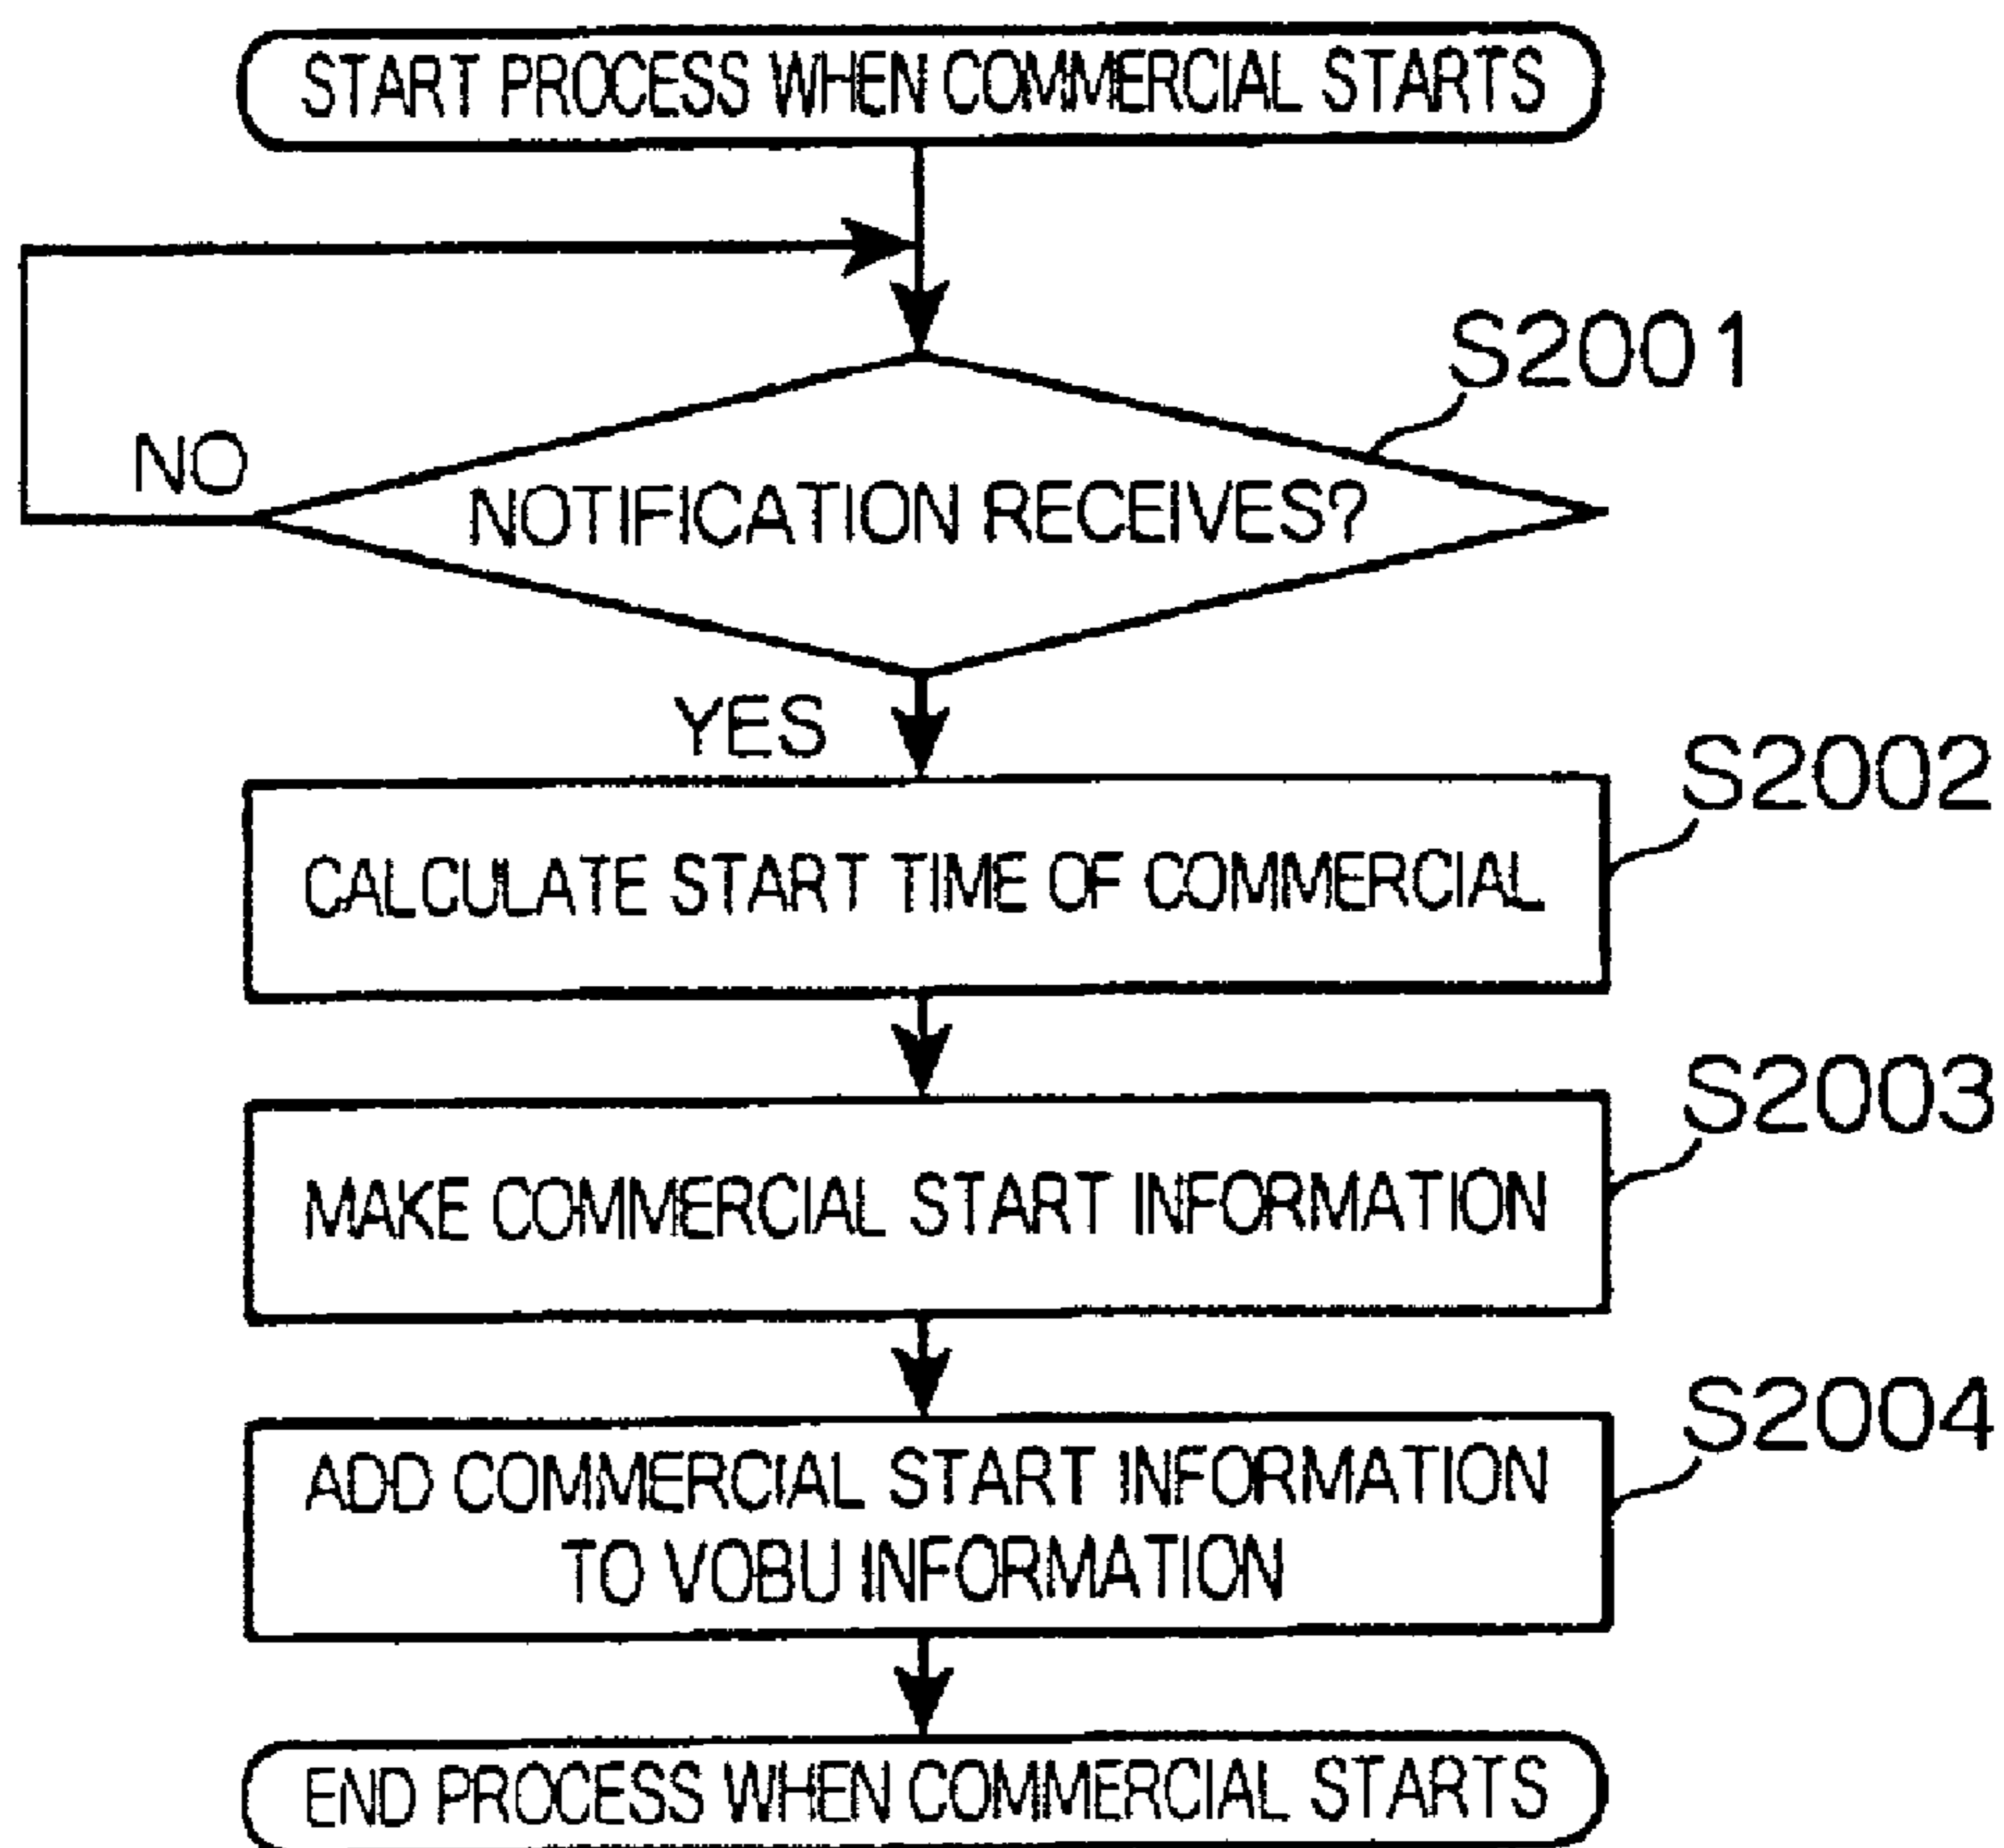 START PROCESS WHEN COMMERCIAL STARTS
S2001
NO
NOTIFICATION RECEIVES?
YES
S2002
CALCULATE START TIME OF COMMERCIAL
S2003
MAKE COMMERCIAL START INFORMATION
S2004
ADD COMMERCIAL START INFORMATION
TO VOBU INFORMATION
END PROCESS WHEN COMMERCIAL STARTS